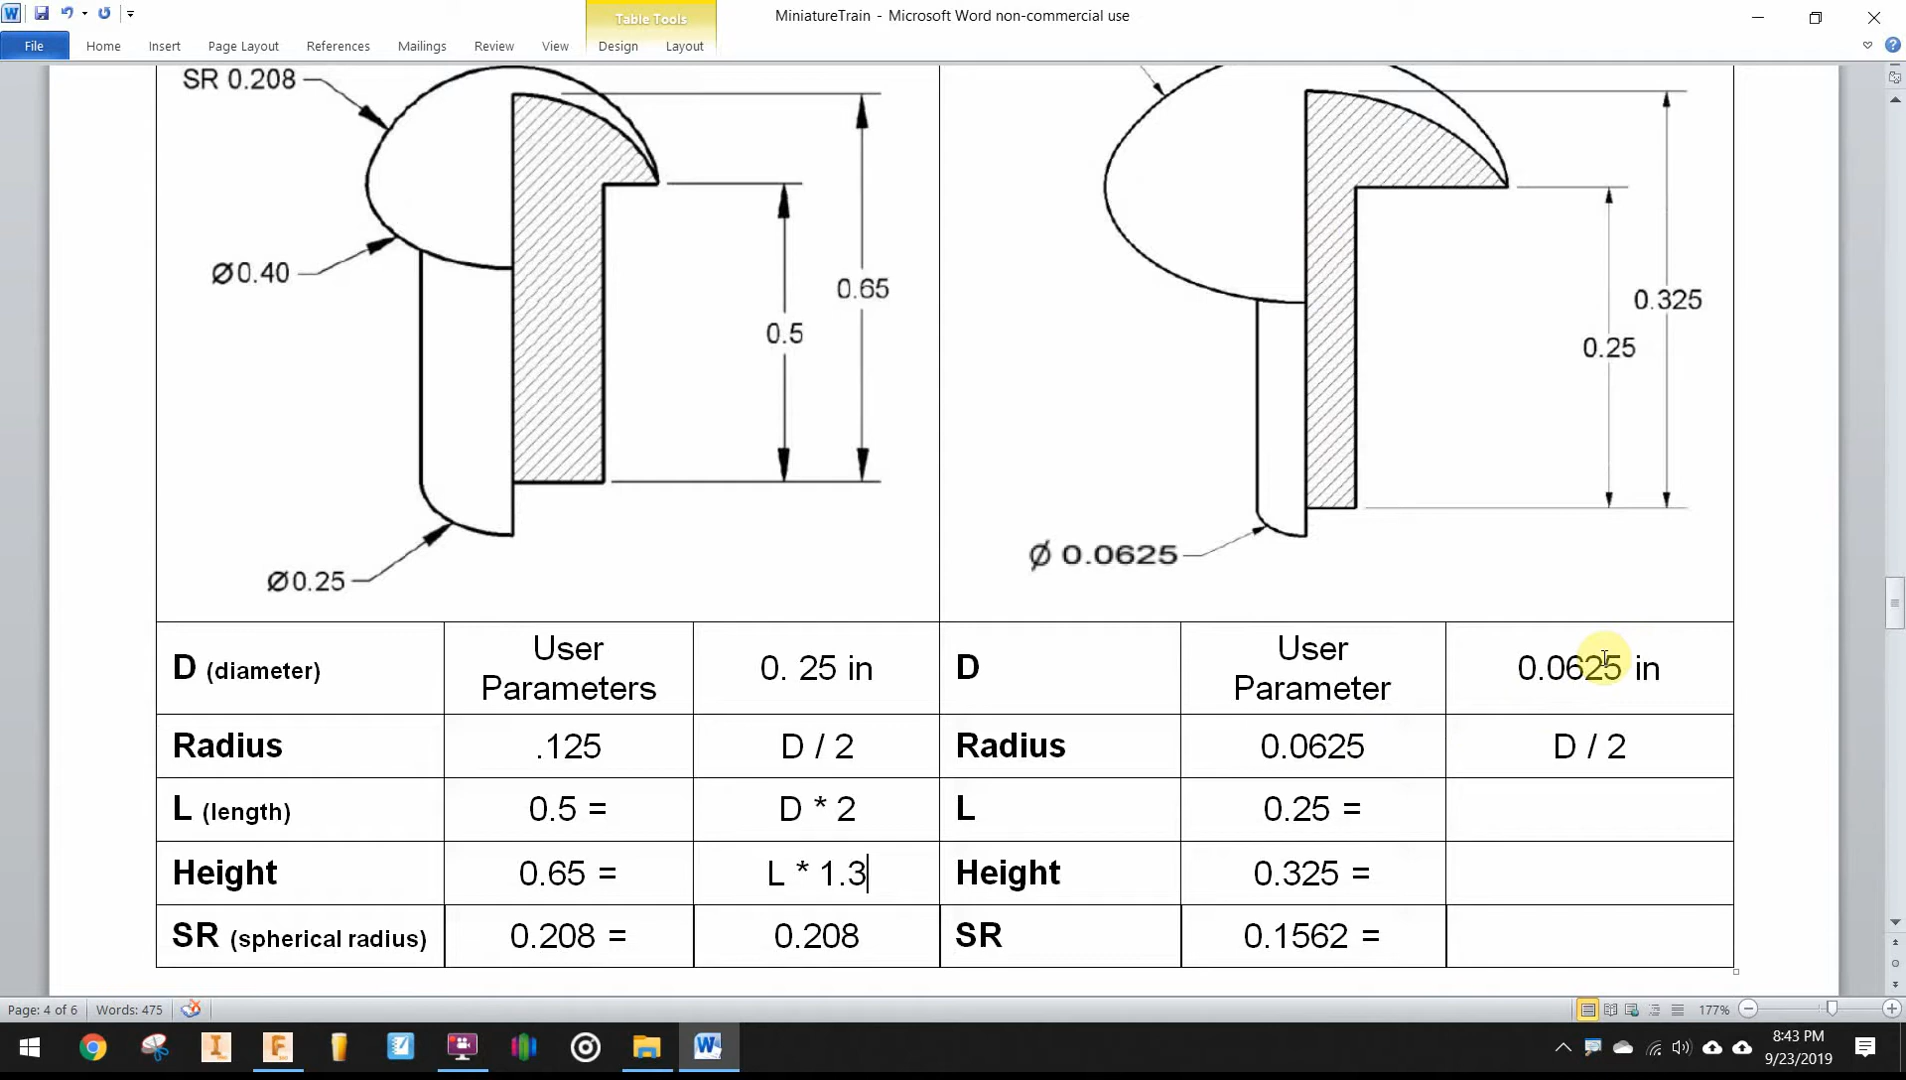 Table Tools
MiniatureTrain - Microsoft Word non-commercial use
File Home Insert Page Layout References Mailings Review View Design Layout
SR 0.208
Ø0.40
0.65
0.5
Ø0.25
0.325
0.25
Ø 0.0625
D (diameter) User Parameters 0. 25 in D User Parameter 0.0625 in
Radius .125 D / 2 Radius 0.0625 D / 2
L (length) 0.5 = D * 2 L 0.25 =
Height 0.65 = L * 1.3 Height 0.325 =
SR (spherical radius) 0.208 = 0.208 SR 0.1562 =
Page: 4 of 6 Words: 475 177%
8:43 PM
9/23/2019